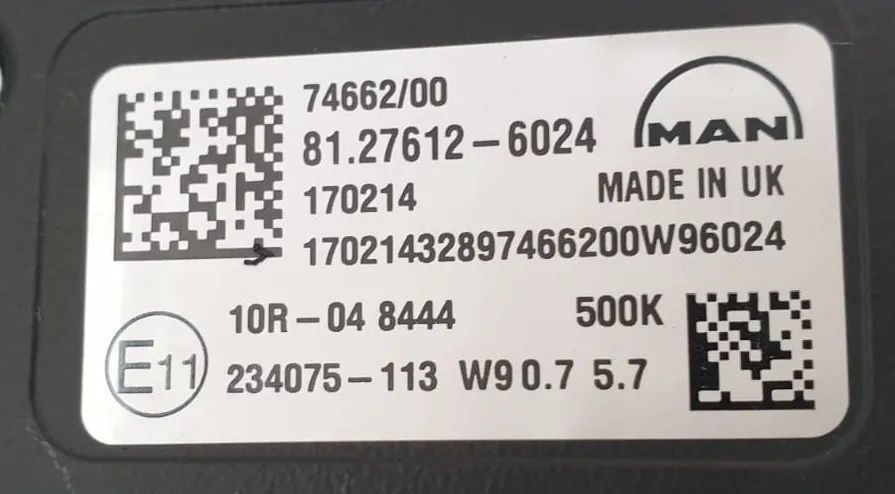 74662/00
81.27612-6024
MAN
170214
MADE IN UK
17021432897466200W96024
10R-04 8444
500K
E11
234075-113 W9 0.7 5.7